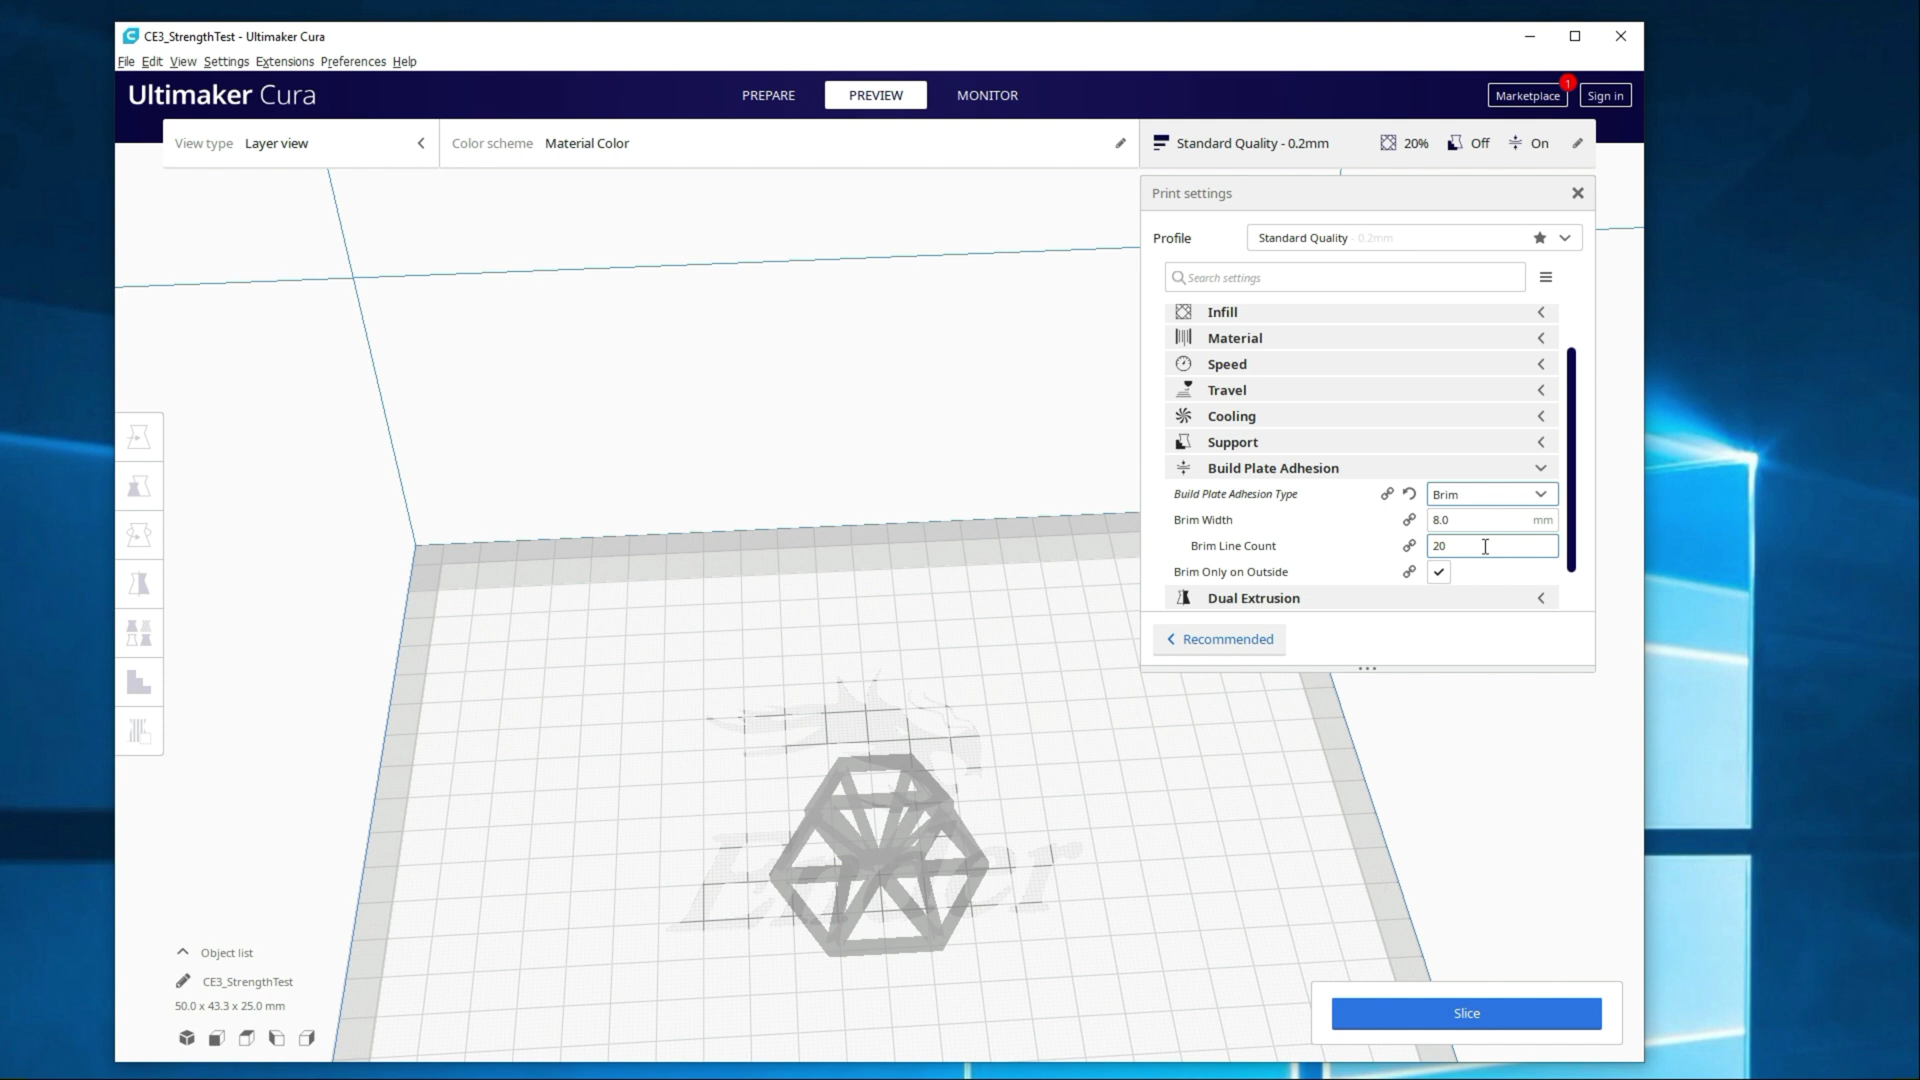 CE3_StrengthTest - Ultimaker Cura
File Edit View Settings Extensions Preferences Help
Ultimaker Cura
PREPARE PREVIEW MONITOR
Marketplace 1 Sign in
View type Layer view
Color scheme Material Color
Standard Quality - 0.2mm 20% Off On
Print settings
Profile Standard Quality - 0.2mm
Search settings
Infill
Material
Speed
Travel
Cooling
Support
Build Plate Adhesion
Build Plate Adhesion Type Brim
Brim Width 8.0 mm
Brim Line Count 20
Brim Only on Outside
Dual Extrusion
Recommended
Ender
Object list
CE3_StrengthTest
50.0 x 43.3 x 25.0 mm
Slice